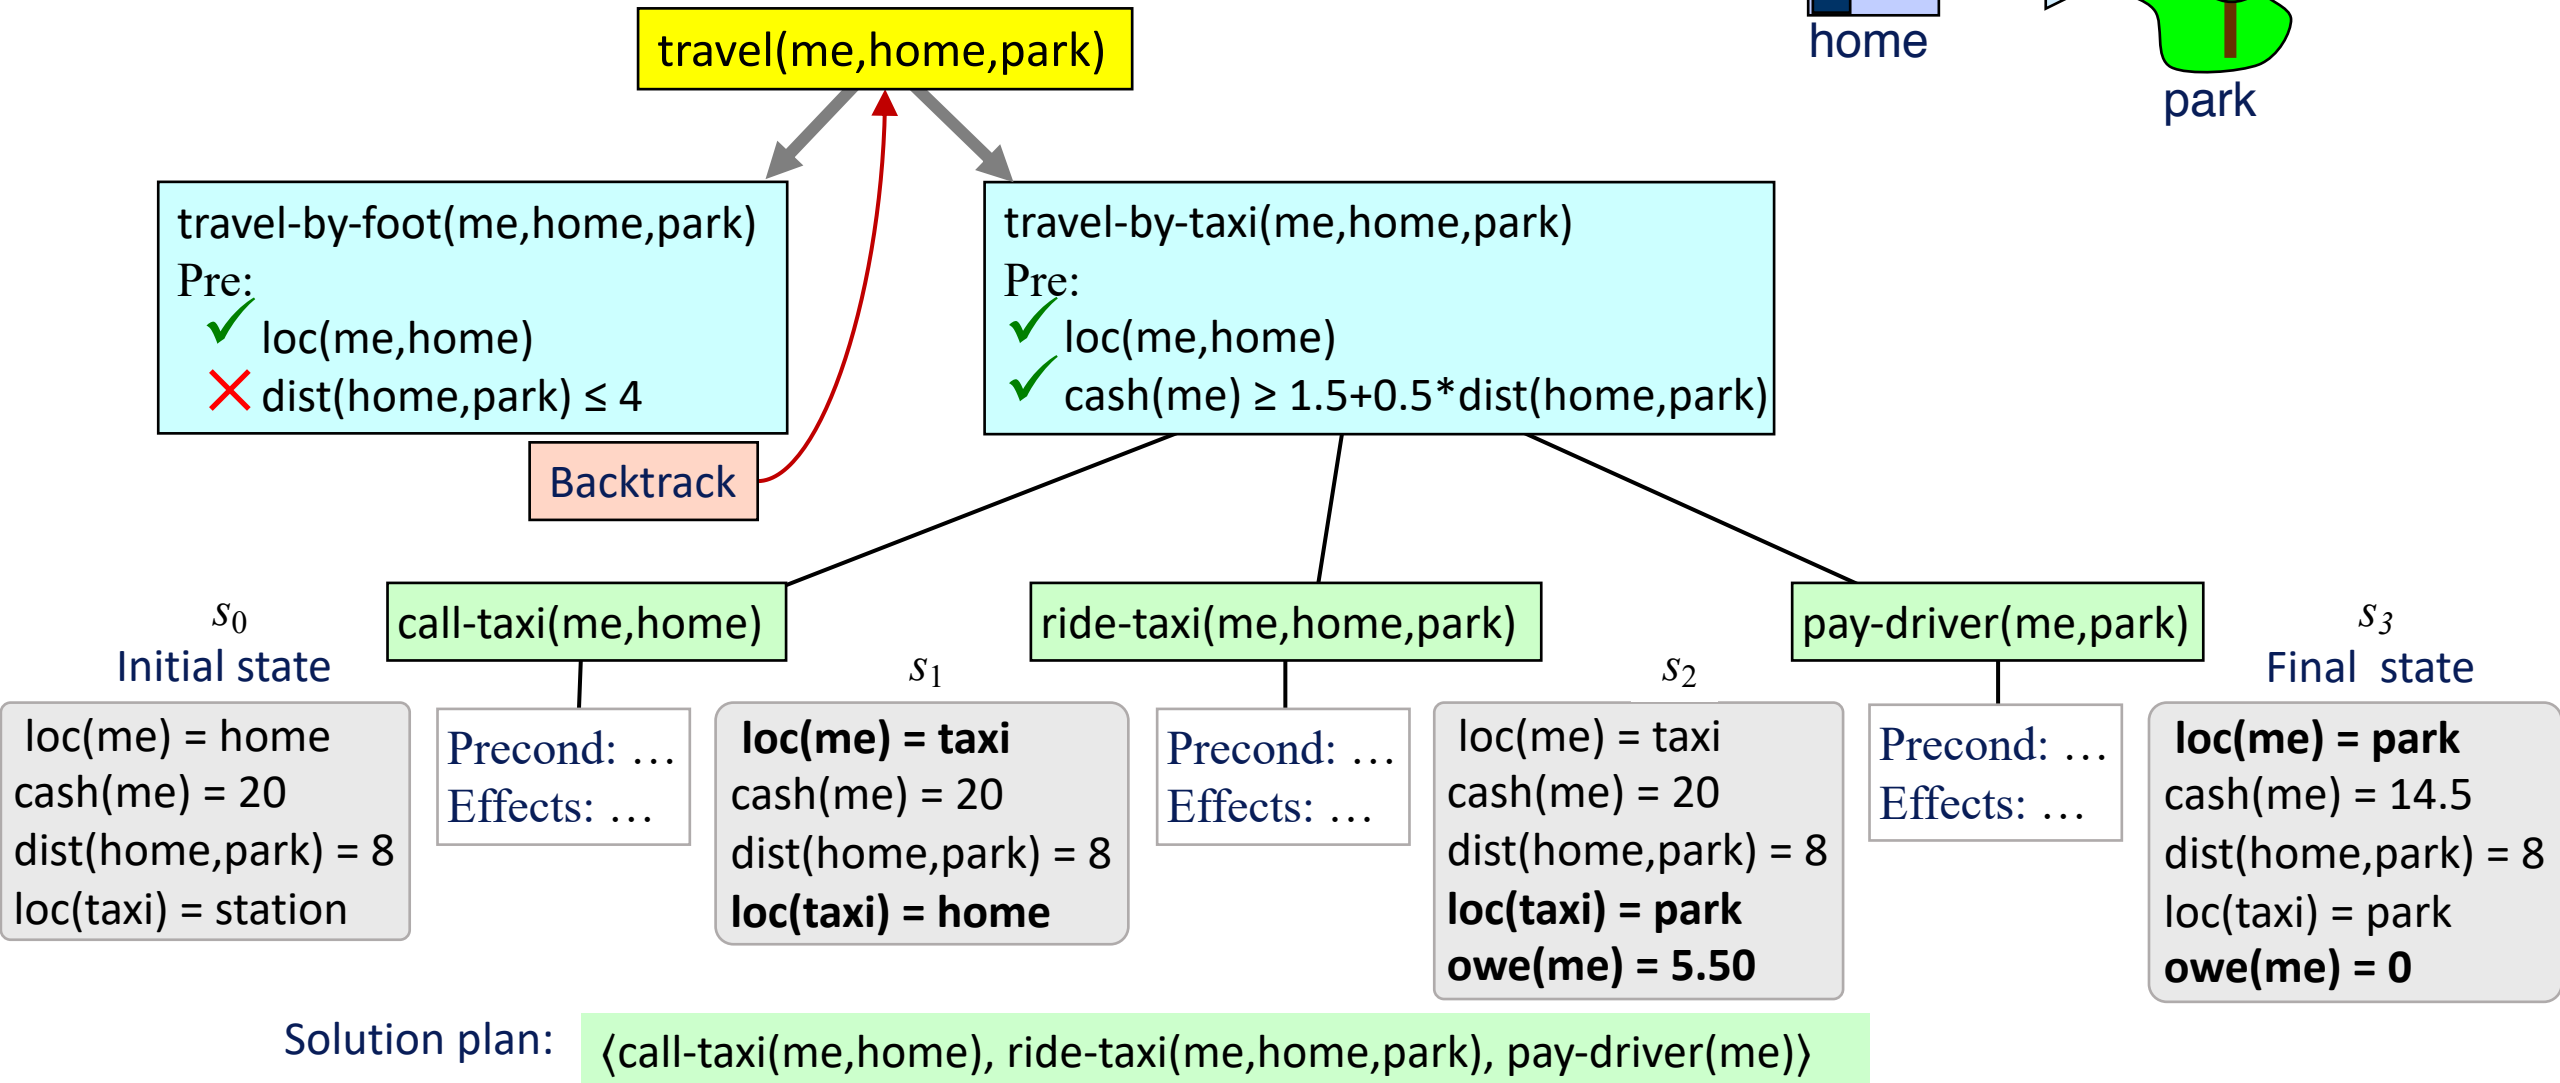 home
park
travel(me,home,park)
travel-by-foot(me,home,park)
Pre:
loc(me,home)
dist(home,park) ≤ 4
Backtrack
travel-by-taxi(me,home,park)
Pre:
loc(me,home)
cash(me) ≥ 1.5+0.5*dist(home,park)
call-taxi(me,home)
ride-taxi(me,home,park)
pay-driver(me,park)
s0
Initial state
loc(me) = home
cash(me) = 20
dist(home,park) = 8
loc(taxi) = station
Precond: …
Effects: …
s1
loc(me) = taxi
cash(me) = 20
dist(home,park) = 8
loc(taxi) = home
Precond: …
Effects: …
s2
loc(me) = taxi
cash(me) = 20
dist(home,park) = 8
loc(taxi) = park
owe(me) = 5.50
Precond: …
Effects: …
s3
Final state
loc(me) = park
cash(me) = 14.5
dist(home,park) = 8
loc(taxi) = park
owe(me) = 0
Solution plan:
⟨call-taxi(me,home), ride-taxi(me,home,park), pay-driver(me)⟩